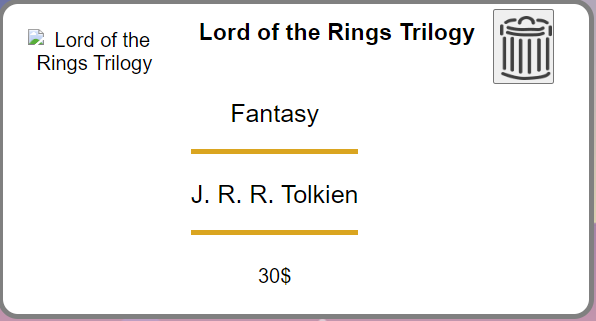 Lord of the
Rings Trilogy
Lord of the Rings Trilogy
Fantasy
J. R. R. Tolkien
30$